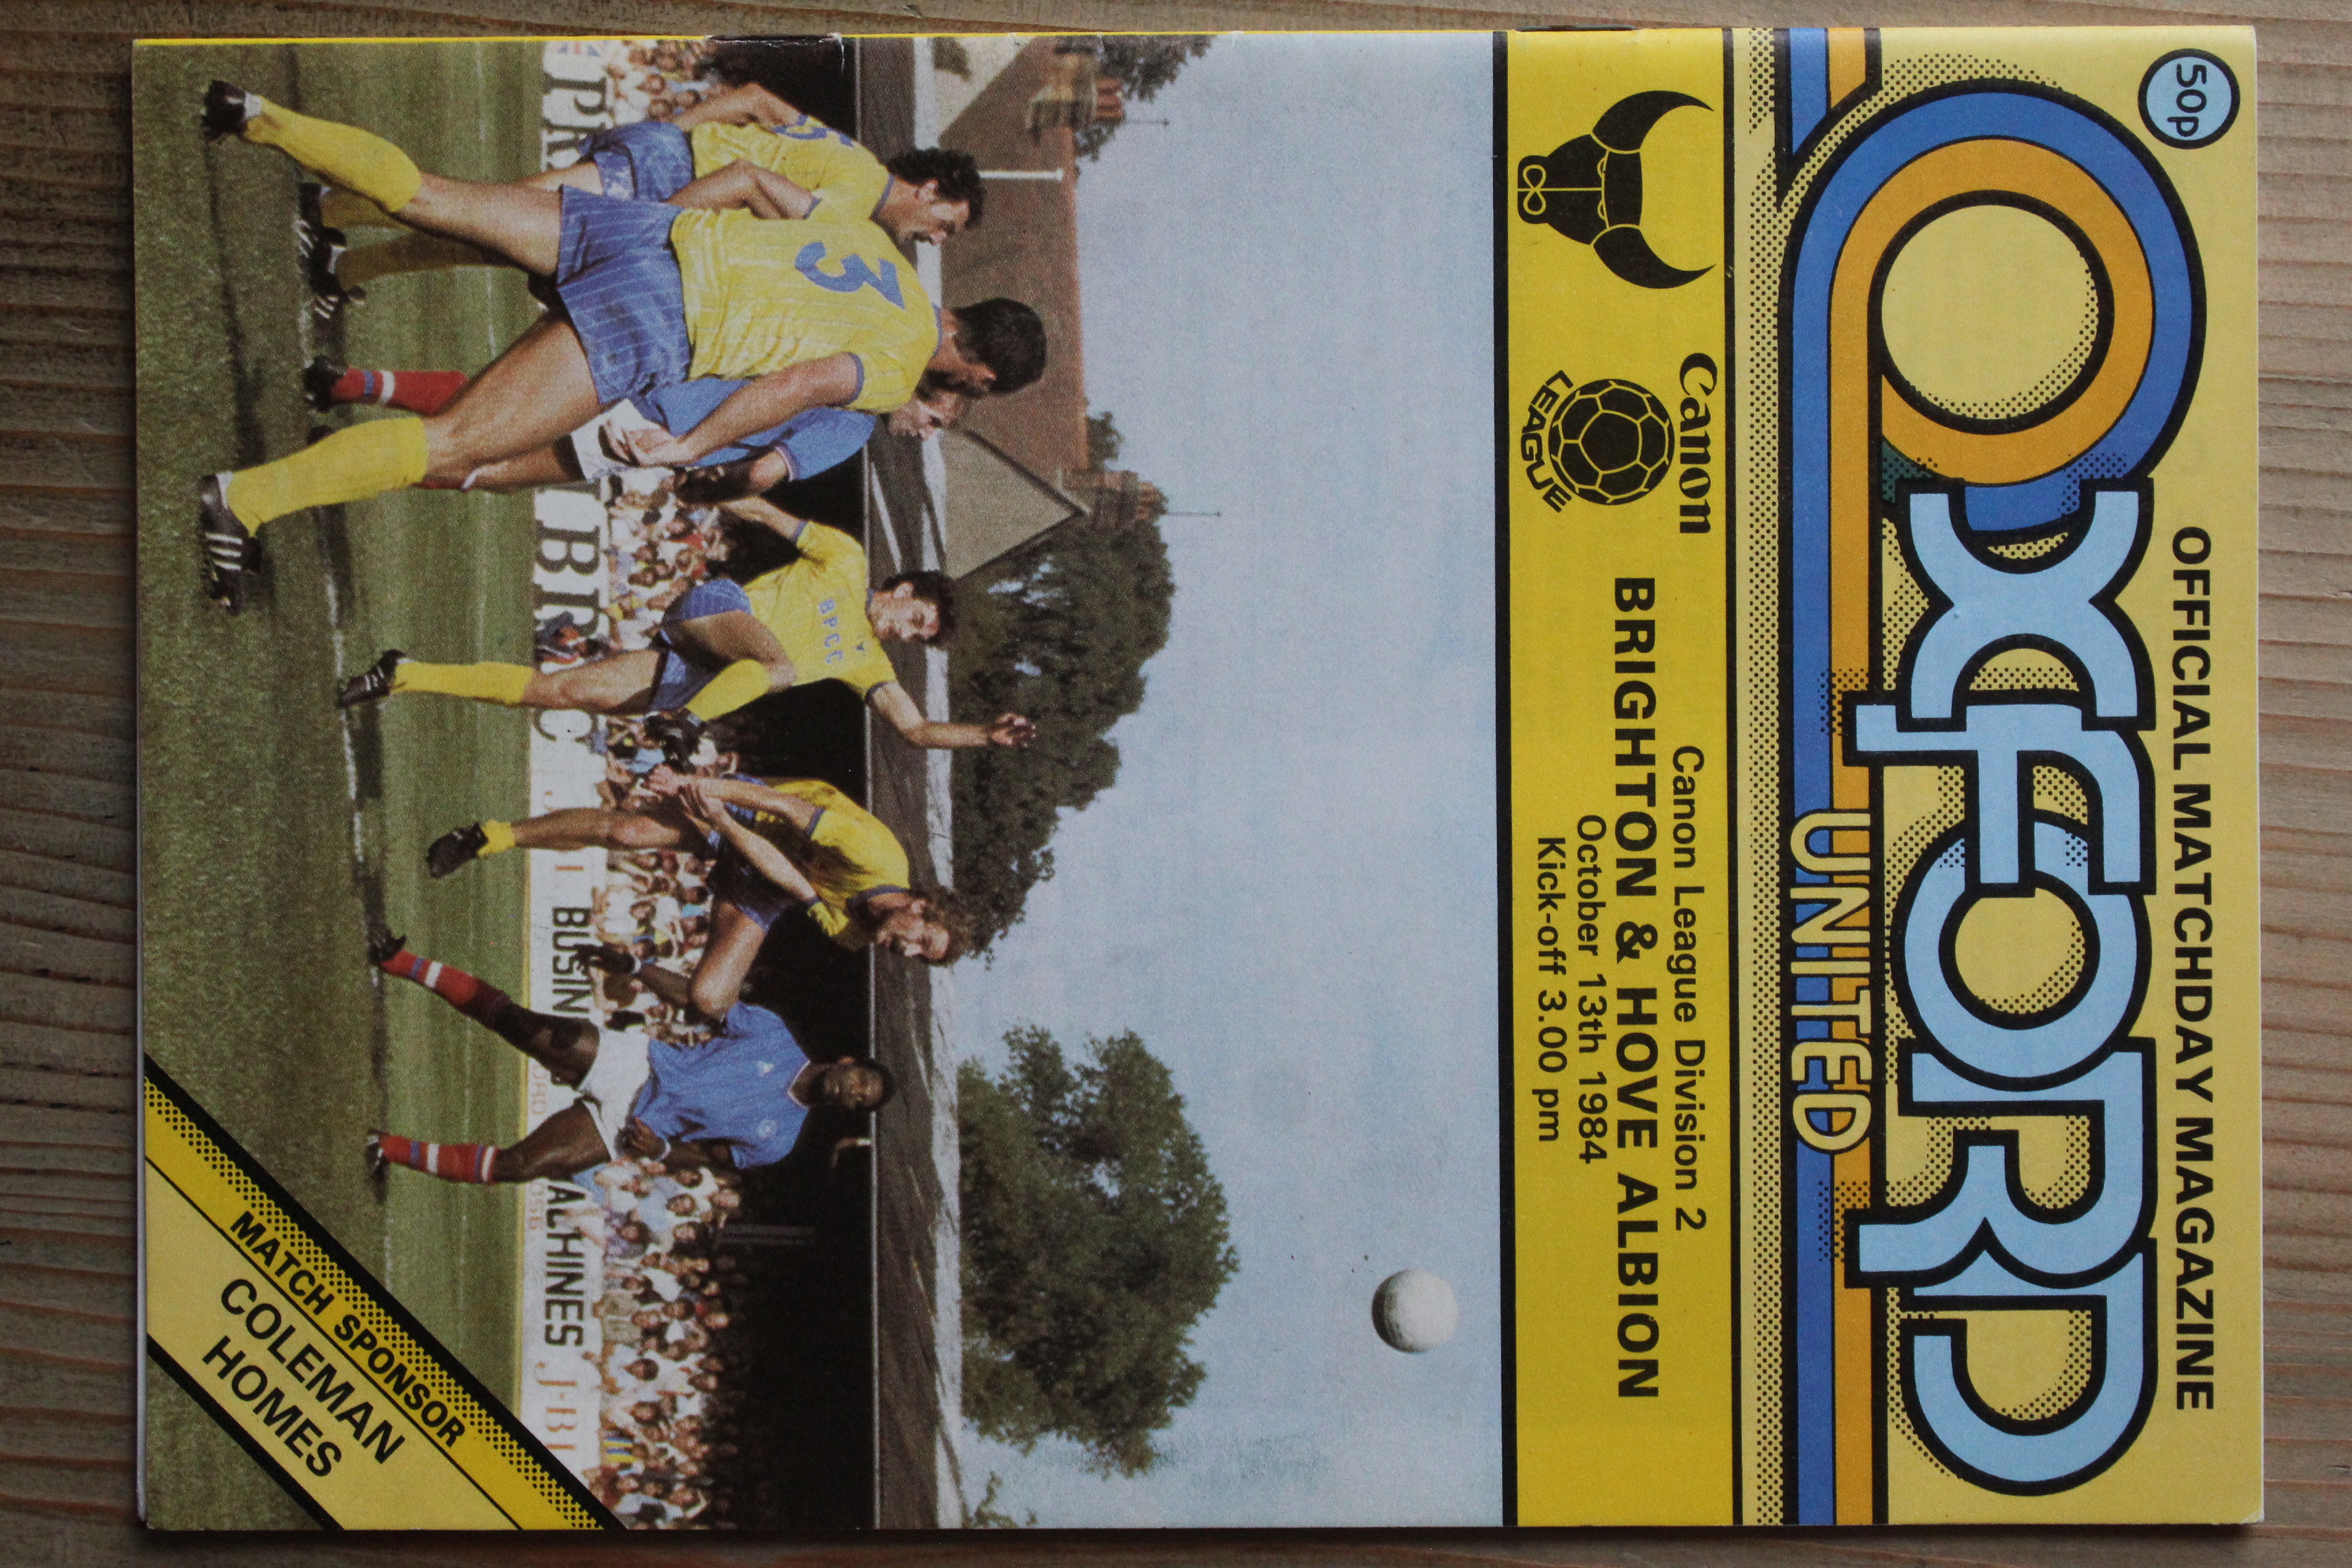 50p
OFFICIAL MATCHDAY MAGAZINE
OXFORD
UNITED
Canon
LEAGUE
Canon League Division 2
BRIGHTON & HOVE ALBION
October 13th 1984
Kick-off 3.00 pm
3
BPCC
MATCH SPONSOR
COLEMAN
HOMES